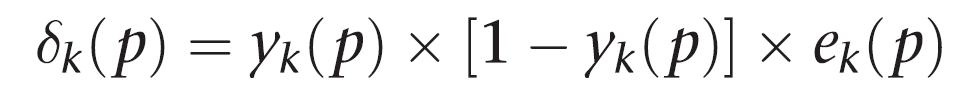 δₖ(p) = yₖ(p) × [1 − yₖ(p)] × eₖ(p)